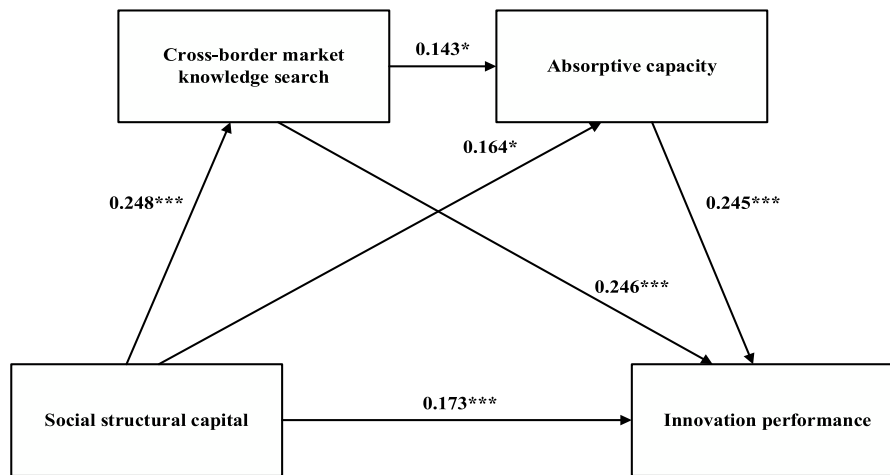 Cross-border market
knowledge search
0.143*
Absorptive capacity
0.164*
0.248***
0.245***
0.246***
Social structural capital
0.173***
Innovation performance